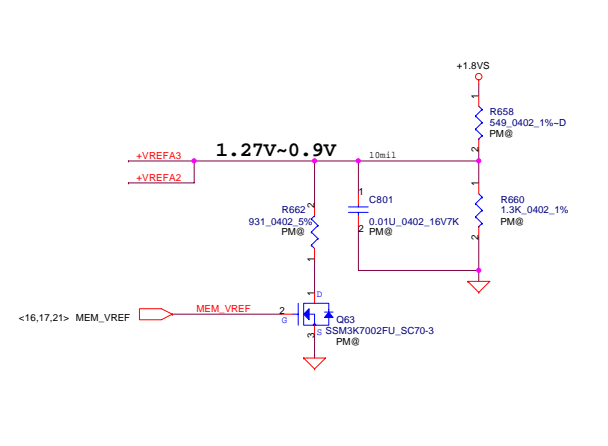 +1.8VS
1
R658
549_0402_1%~D
PM@
2
1.27V~0.9V
10mil
+VREFA3
+VREFA2
1
R660
1.3K_0402_1%
PM@
2
1
C801
0.01U_0402_16V7K
2
PM@
2
R662
931_0402_5%
PM@
1
1
D
<16,17,21> MEM_VREF
MEM_VREF
2
G
Q63
S
SSM3K7002FU_SC70-3
3
PM@